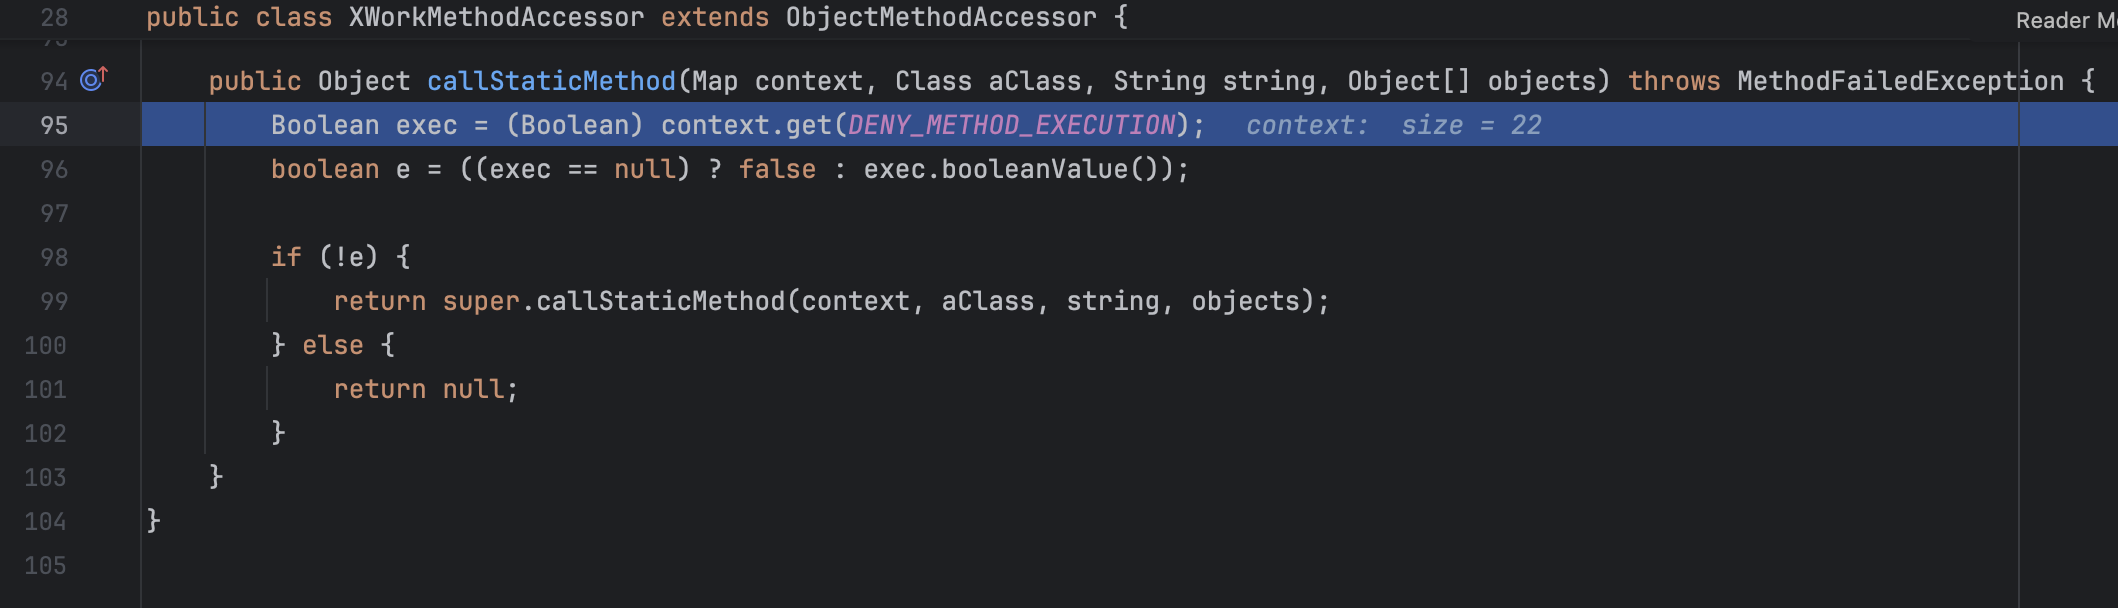 28 public class XWorkMethodAccessor extends ObjectMethodAccessor {
Reader M
94 public Object callStaticMethod(Map context, Class aClass, String string, Object[] objects) throws MethodFailedException {
95 Boolean exec = (Boolean) context.get(DENY_METHOD_EXECUTION); context: size = 22
96 boolean e = ((exec == null) ? false : exec.booleanValue());
97
98 if (!e) {
99 return super.callStaticMethod(context, aClass, string, objects);
100 } else {
101 return null;
102 }
103 }
104 }
105